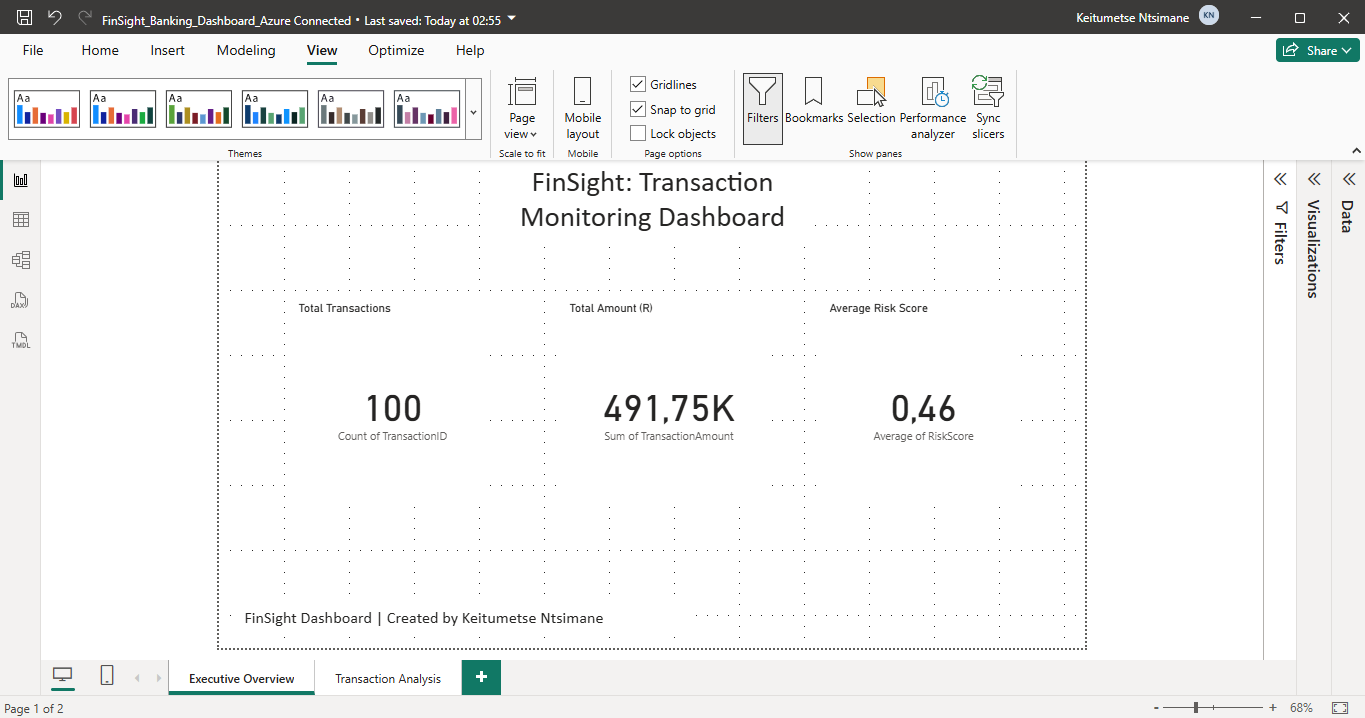 FinSight_Banking_Dashboard_Azure Connected • Last saved: Today at 02:55
Keitumetse Ntsimane KN
File Home Insert Modeling View Optimize Help
Share
Aa Aa Aa Aa Aa Aa
Themes
Page view
Scale to fit
Mobile layout
Mobile
Gridlines
Snap to grid
Lock objects
Page options
Filters
Bookmarks
Selection
Performance analyzer
Sync slicers
Show panes
DAX
TMDL
FinSight: Transaction
Monitoring Dashboard
Total Transactions
100
Count of TransactionID
Total Amount (R)
491,75K
Sum of TransactionAmount
Average Risk Score
0,46
Average of RiskScore
FinSight Dashboard | Created by Keitumetse Ntsimane
Filters
Visualizations
Data
Executive Overview
Transaction Analysis
+
Page 1 of 2
- + 68%